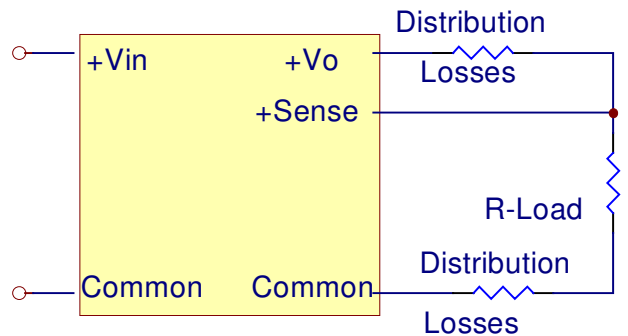 Distribution
Losses
+Vin
+Vo
+Sense
R-Load
Distribution
Losses
Common
Common